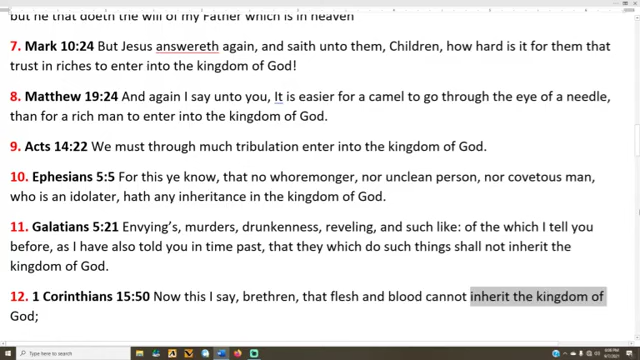 but he that doeth the will of my Father which is in heaven
7. Mark 10:24 But Jesus answereth again, and saith unto them, Children, how hard is it for them that
trust in riches to enter into the kingdom of God!
8. Matthew 19:24 And again I say unto you, It is easier for a camel to go through the eye of a needle,
than for a rich man to enter into the kingdom of God.
9. Acts 14:22 We must through much tribulation enter into the kingdom of God.
10. Ephesians 5:5 For this ye know, that no whoremonger, nor unclean person, nor covetous man,
who is an idolater, hath any inheritance in the kingdom of God.
11. Galatians 5:21 Envying's, murders, drunkenness, reveling, and such like: of the which I tell you
before, as I have also told you in time past, that they which do such things shall not inherit the
kingdom of God.
12. 1 Corinthians 15:50 Now this I say, brethren, that flesh and blood cannot inherit the kingdom of
God;
Type here to search